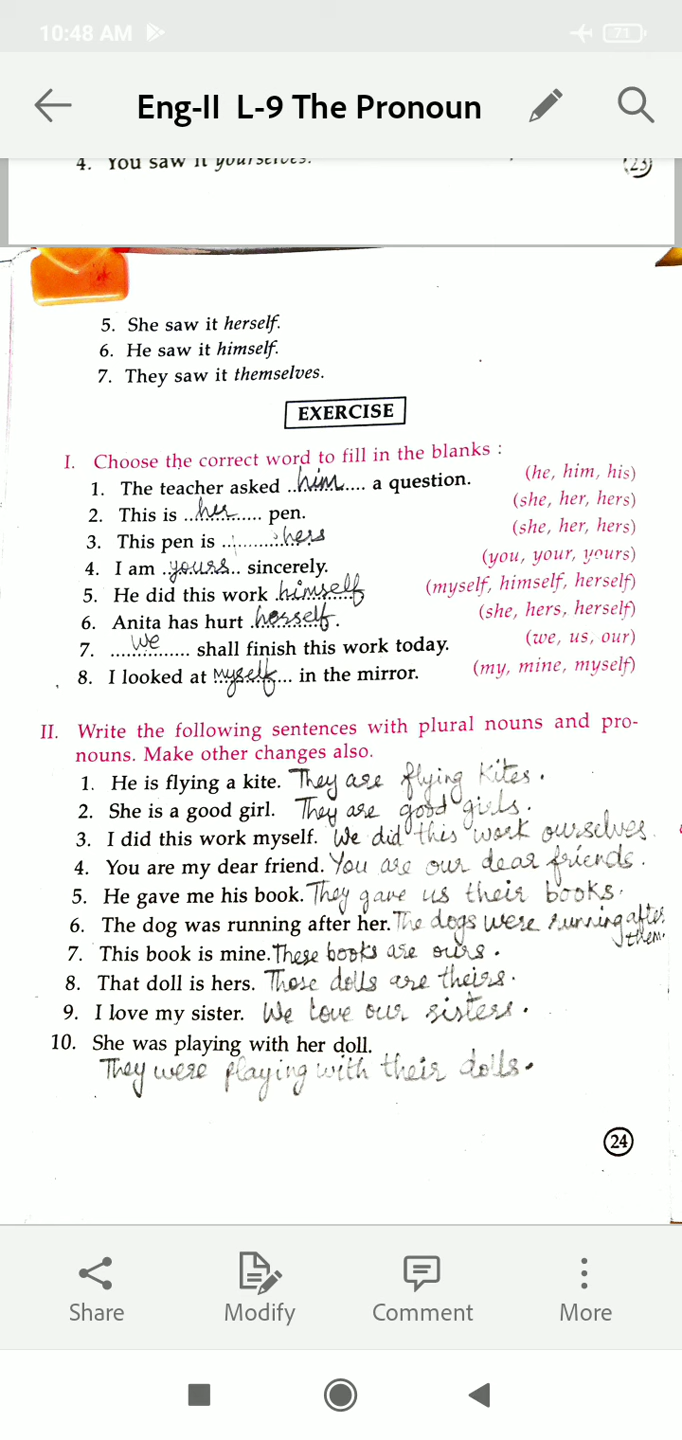 10:48 AM
71
Eng-II L-9 The Pronoun
4. You saw it yourselves.
(23)
5. She saw it herself.
6. He saw it himself.
7. They saw it themselves.
EXERCISE
I. Choose the correct word to fill in the blanks :
1. The teacher asked ..him.... a question. (he, him, his)
2. This is ..her...... pen. (she, her, hers)
3. This pen is ..........hers (she, her, hers)
4. I am .yours.. sincerely. (you, your, yours)
5. He did this work .himself (myself, himself, herself)
6. Anita has hurt .herself. (she, hers, herself)
7. ....We.... shall finish this work today. (we, us, our)
8. I looked at myself... in the mirror. (my, mine, myself)
II. Write the following sentences with plural nouns and pro-
nouns. Make other changes also.
1. He is flying a kite. They are flying Kites.
2. She is a good girl. They are good girls.
3. I did this work myself. We did this work ourselves.
4. You are my dear friend. You are our dear friends.
5. He gave me his book. They gave us their books.
6. The dog was running after her. The dogs were running after
them.
7. This book is mine. These books are ours.
8. That doll is hers. Those dolls are theirs.
9. I love my sister. We love our sisters.
10. She was playing with her doll.
They were playing with their dolls.
24
Share Modify Comment More